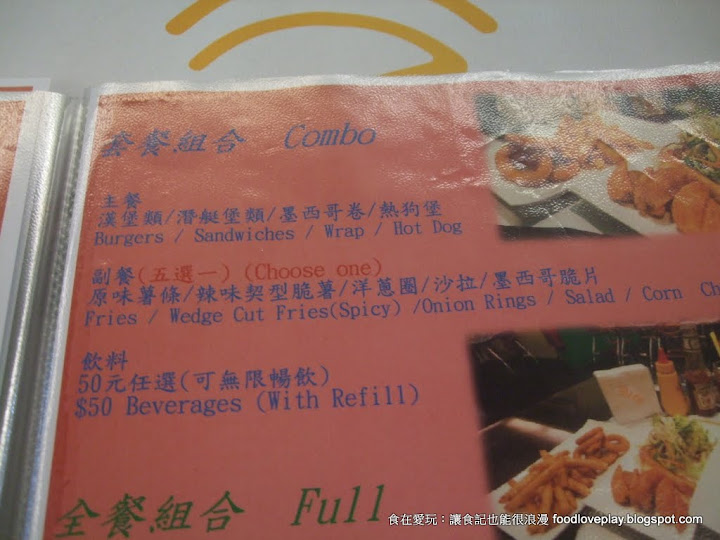 套餐組合 Combo
主餐
漢堡類/潛艇堡類/墨西哥卷/熱狗堡
Burgers / Sandwiches / Wrap / Hot Dog
副餐(五選一) (Choose one)
原味薯條/辣味契型脆薯/洋蔥圈/沙拉/墨西哥脆片
Fries / Wedge Cut Fries(Spicy) /Onion Rings / Salad / Corn Ch
飲料
50元任選(可無限暢飲)
$50 Beverages (With Refill)
全餐組合 Full
食在愛玩：讓食記也能很浪漫 foodloveplay.blogspot.com/